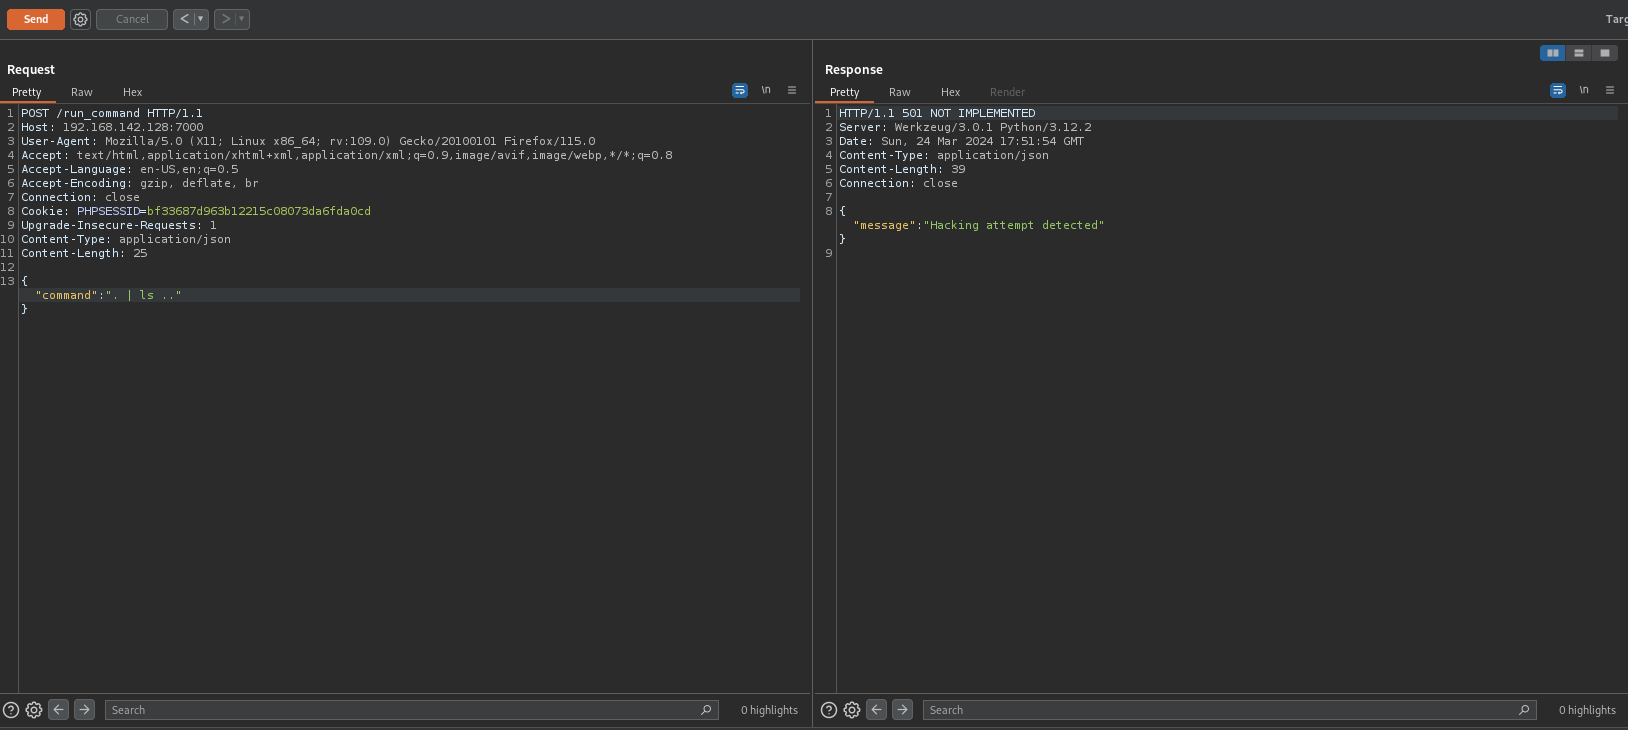 Send Cancel < > Targ
Request
Pretty Raw Hex \n
1 POST /run_command HTTP/1.1
2 Host: 192.168.142.128:7000
3 User-Agent: Mozilla/5.0 (X11; Linux x86_64; rv:109.0) Gecko/20100101 Firefox/115.0
4 Accept: text/html,application/xhtml+xml,application/xml;q=0.9,image/avif,image/webp,*/*;q=0.8
5 Accept-Language: en-US,en;q=0.5
6 Accept-Encoding: gzip, deflate, br
7 Connection: close
8 Cookie: PHPSESSID=bf33687d963b12215c08073da6fda0cd
9 Upgrade-Insecure-Requests: 1
10 Content-Type: application/json
11 Content-Length: 25
12
13 {
"command":". | ls .."
}
Search 0 highlights
Response
Pretty Raw Hex Render \n
1 HTTP/1.1 501 NOT IMPLEMENTED
2 Server: Werkzeug/3.0.1 Python/3.12.2
3 Date: Sun, 24 Mar 2024 17:51:54 GMT
4 Content-Type: application/json
5 Content-Length: 39
6 Connection: close
7
8 {
"message":"Hacking attempt detected"
}
9
Search 0 highlights